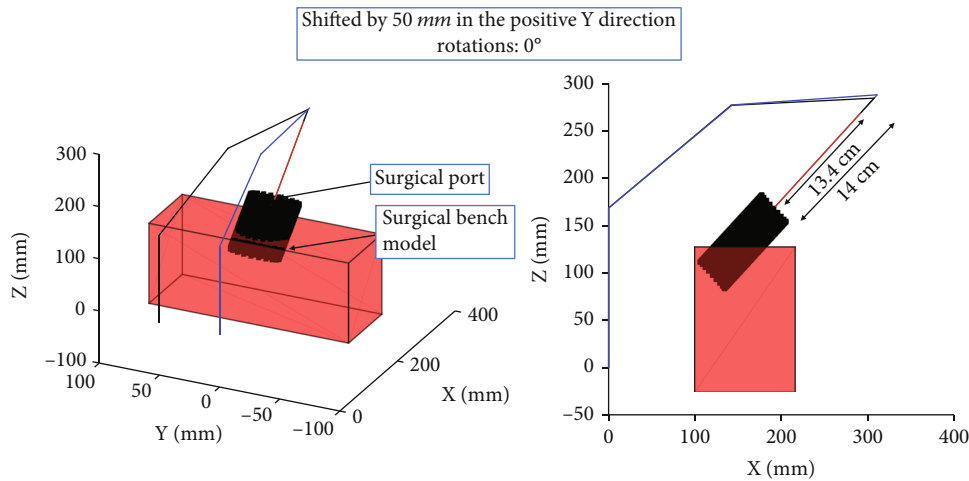 Shifted by 50 mm in the positive Y direction
rotations: 0°
300
200
100
0
–100
Z (mm)
100
50
0
–50
–100
Y (mm)
0
200
400
X (mm)
Surgical port
Surgical bench
model
300
250
200
150
100
50
0
–50
Z (mm)
0
100
200
300
400
X (mm)
13.4 cm
14 cm